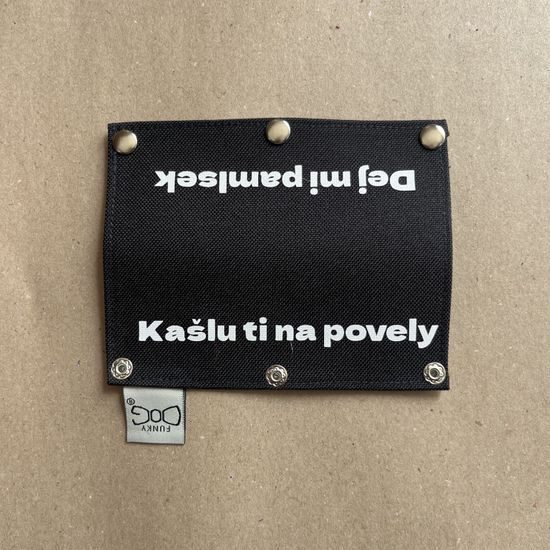 Dej mi pamlsek
Kašlu ti na povely
FUNKY
DOG®